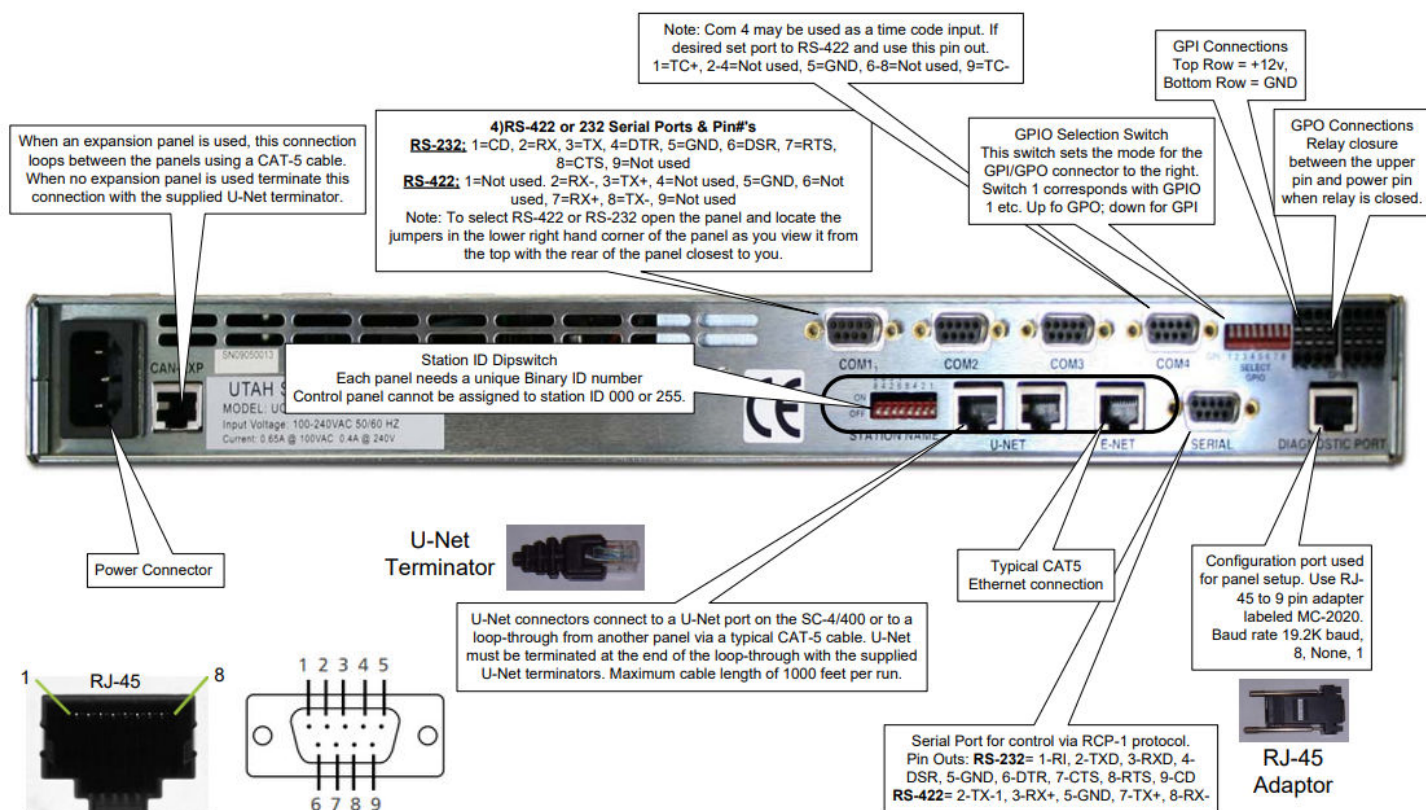 Note: Com 4 may be used as a time code input. If
desired set port to RS-422 and use this pin out.
1=TC+, 2-4=Not used, 5=GND, 6-8=Not used, 9=TC-
GPI Connections
Top Row = +12v,
Bottom Row = GND
When an expansion panel is used, this connection
loops between the panels using a CAT-5 cable.
When no expansion panel is used terminate this
connection with the supplied U-Net terminator.
4)RS-422 or 232 Serial Ports & Pin#'s
RS-232; 1=CD, 2=RX, 3=TX, 4=DTR, 5=GND, 6=DSR, 7=RTS,
8=CTS, 9=Not used
RS-422; 1=Not used. 2=RX-, 3=TX+, 4=Not used, 5=GND, 6=Not
used, 7=RX+, 8=TX-, 9=Not used
Note: To select RS-422 or RS-232 open the panel and locate the
jumpers in the lower right hand corner of the panel as you view it from
the top with the rear of the panel closest to you.
GPIO Selection Switch
This switch sets the mode for the
GPI/GPO connector to the right.
Switch 1 corresponds with GPIO
1 etc. Up fo GPO; down for GPI
GPO Connections
Relay closure
between the upper
pin and power pin
when relay is closed.
SN09050013
COM1
COM2
COM3
COM4
1 2 3 4 5 6 7 8
SELECT
GPIO
UTAH S
MODEL: UC
Input Voltage: 100-240VAC 50/60 HZ
Current: 0.65A @ 100VAC 0.4A @ 240V
Station ID Dipswitch
Each panel needs a unique Binary ID number
Control panel cannot be assigned to station ID 000 or 255.
CE
8 4 2 6 8 4 2 1
ON
OFF
STATION NAME
U-NET
E-NET
SERIAL
DIAGNOSTIC PORT
Power Connector
U-Net
Terminator
Typical CAT5
Ethernet connection
Configuration port used
for panel setup. Use RJ-
45 to 9 pin adapter
labeled MC-2020.
Baud rate 19.2K baud,
8, None, 1
U-Net connectors connect to a U-Net port on the SC-4/400 or to a
loop-through from another panel via a typical CAT-5 cable. U-Net
must be terminated at the end of the loop-through with the supplied
U-Net terminators. Maximum cable length of 1000 feet per run.
1 RJ-45 8
1 2 3 4 5
6 7 8 9
Serial Port for control via RCP-1 protocol.
Pin Outs: RS-232= 1-RI, 2-TXD, 3-RXD, 4-
DSR, 5-GND, 6-DTR, 7-CTS, 8-RTS, 9-CD
RS-422= 2-TX-1, 3-RX+, 5-GND, 7-TX+, 8-RX-
RJ-45
Adaptor